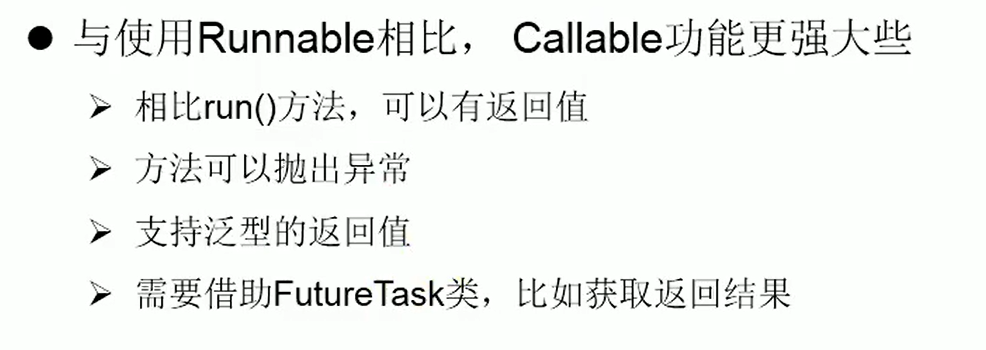 ● 与使用Runnable相比， Callable功能更强大些
➢ 相比run()方法，可以有返回值
➢ 方法可以抛出异常
➢ 支持泛型的返回值
➢ 需要借助FutureTask类，比如获取返回结果